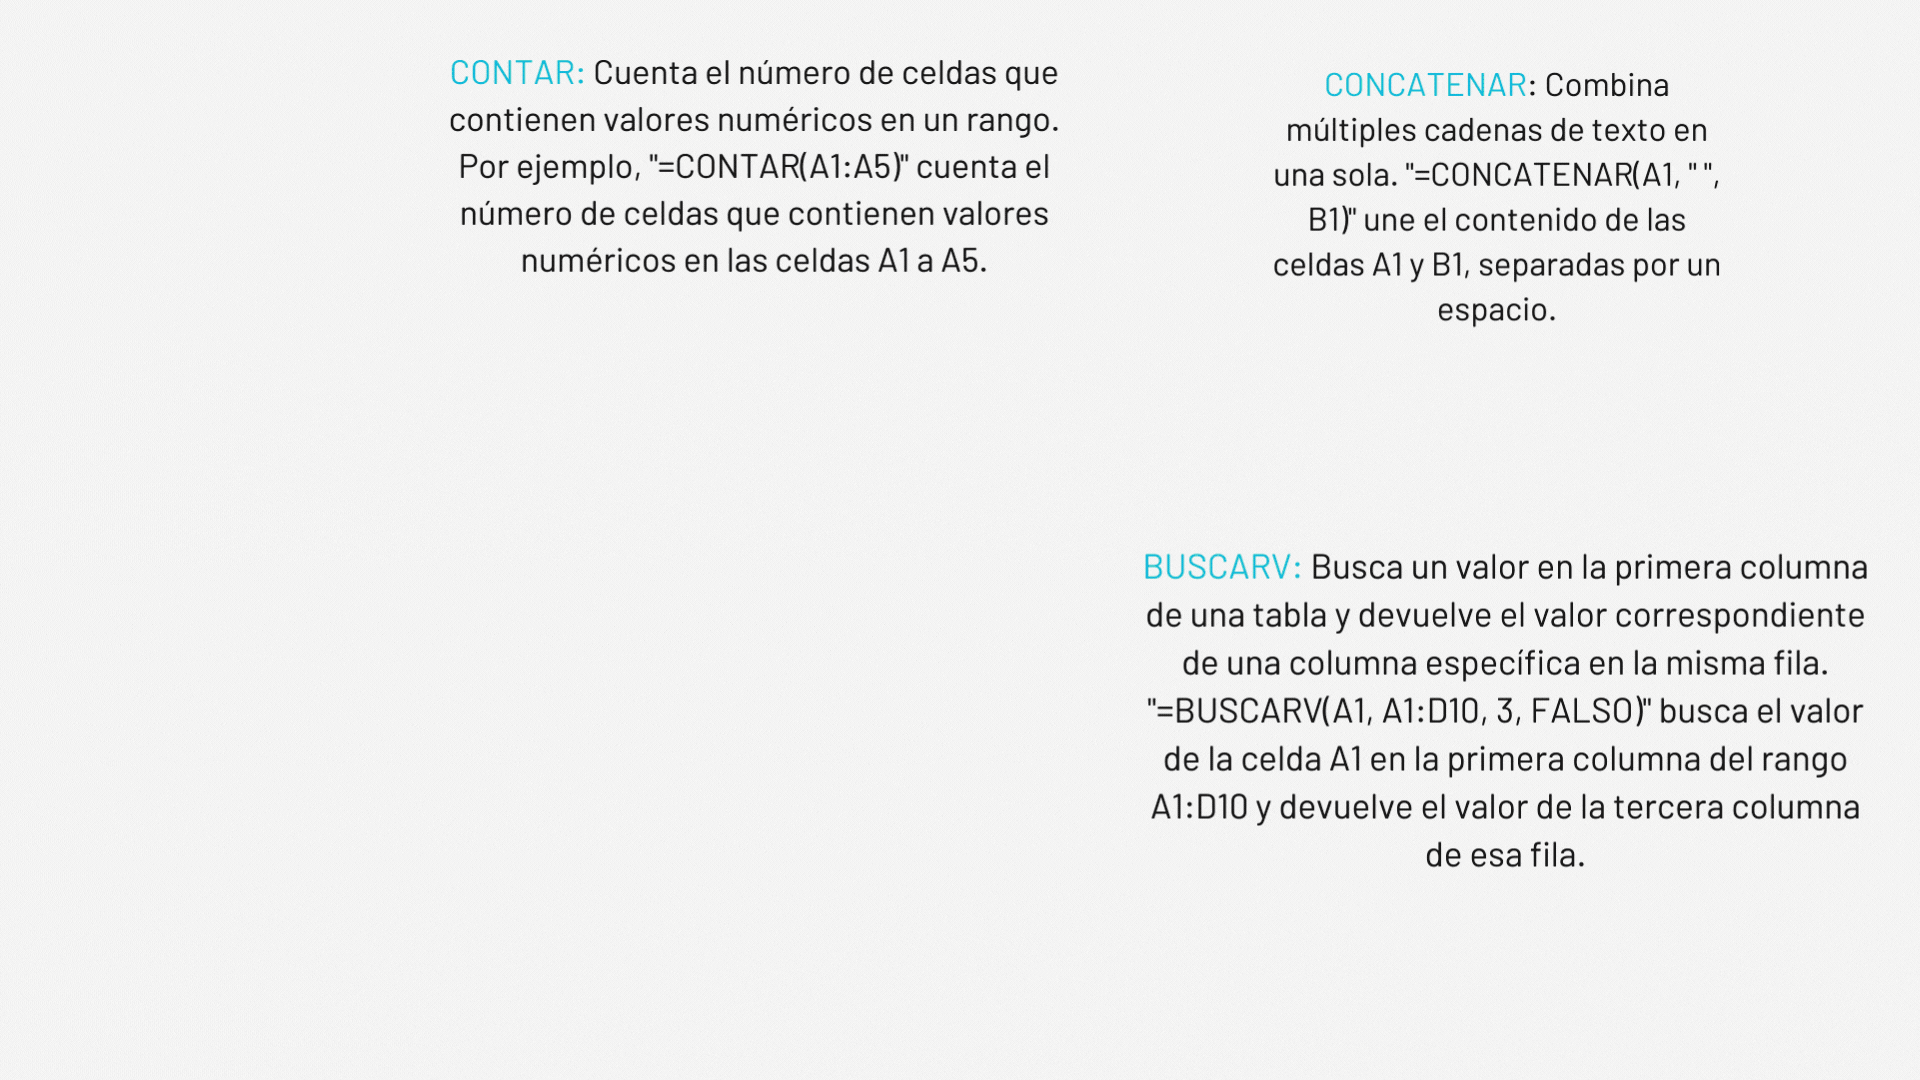 CONTAR: Cuenta el número de celdas que
contienen valores numéricos en un rango.
Por ejemplo, "=CONTAR(A1:A5)" cuenta el
número de celdas que contienen valores
numéricos en las celdas A1 a A5.
CONCATENAR: Combina
múltiples cadenas de texto en
una sola. "=CONCATENAR(A1, " ",
B1)" une el contenido de las
celdas A1 y B1, separadas por un
espacio.
BUSCARV: Busca un valor en la primera columna
de una tabla y devuelve el valor correspondiente
de una columna específica en la misma fila.
"=BUSCARV(A1, A1:D10, 3, FALSO)" busca el valor
de la celda A1 en la primera columna del rango
A1:D10 y devuelve el valor de la tercera columna
de esa fila.